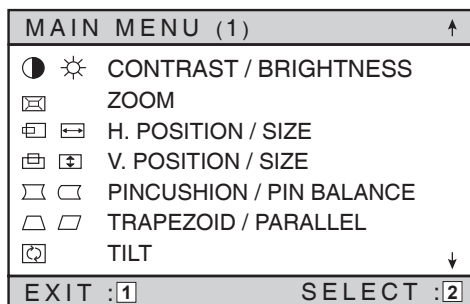 MAIN MENU (1)
CONTRAST / BRIGHTNESS
ZOOM
H. POSITION / SIZE
V. POSITION / SIZE
PINCUSHION / PIN BALANCE
TRAPEZOID / PARALLEL
TILT
EXIT :1 SELECT :2